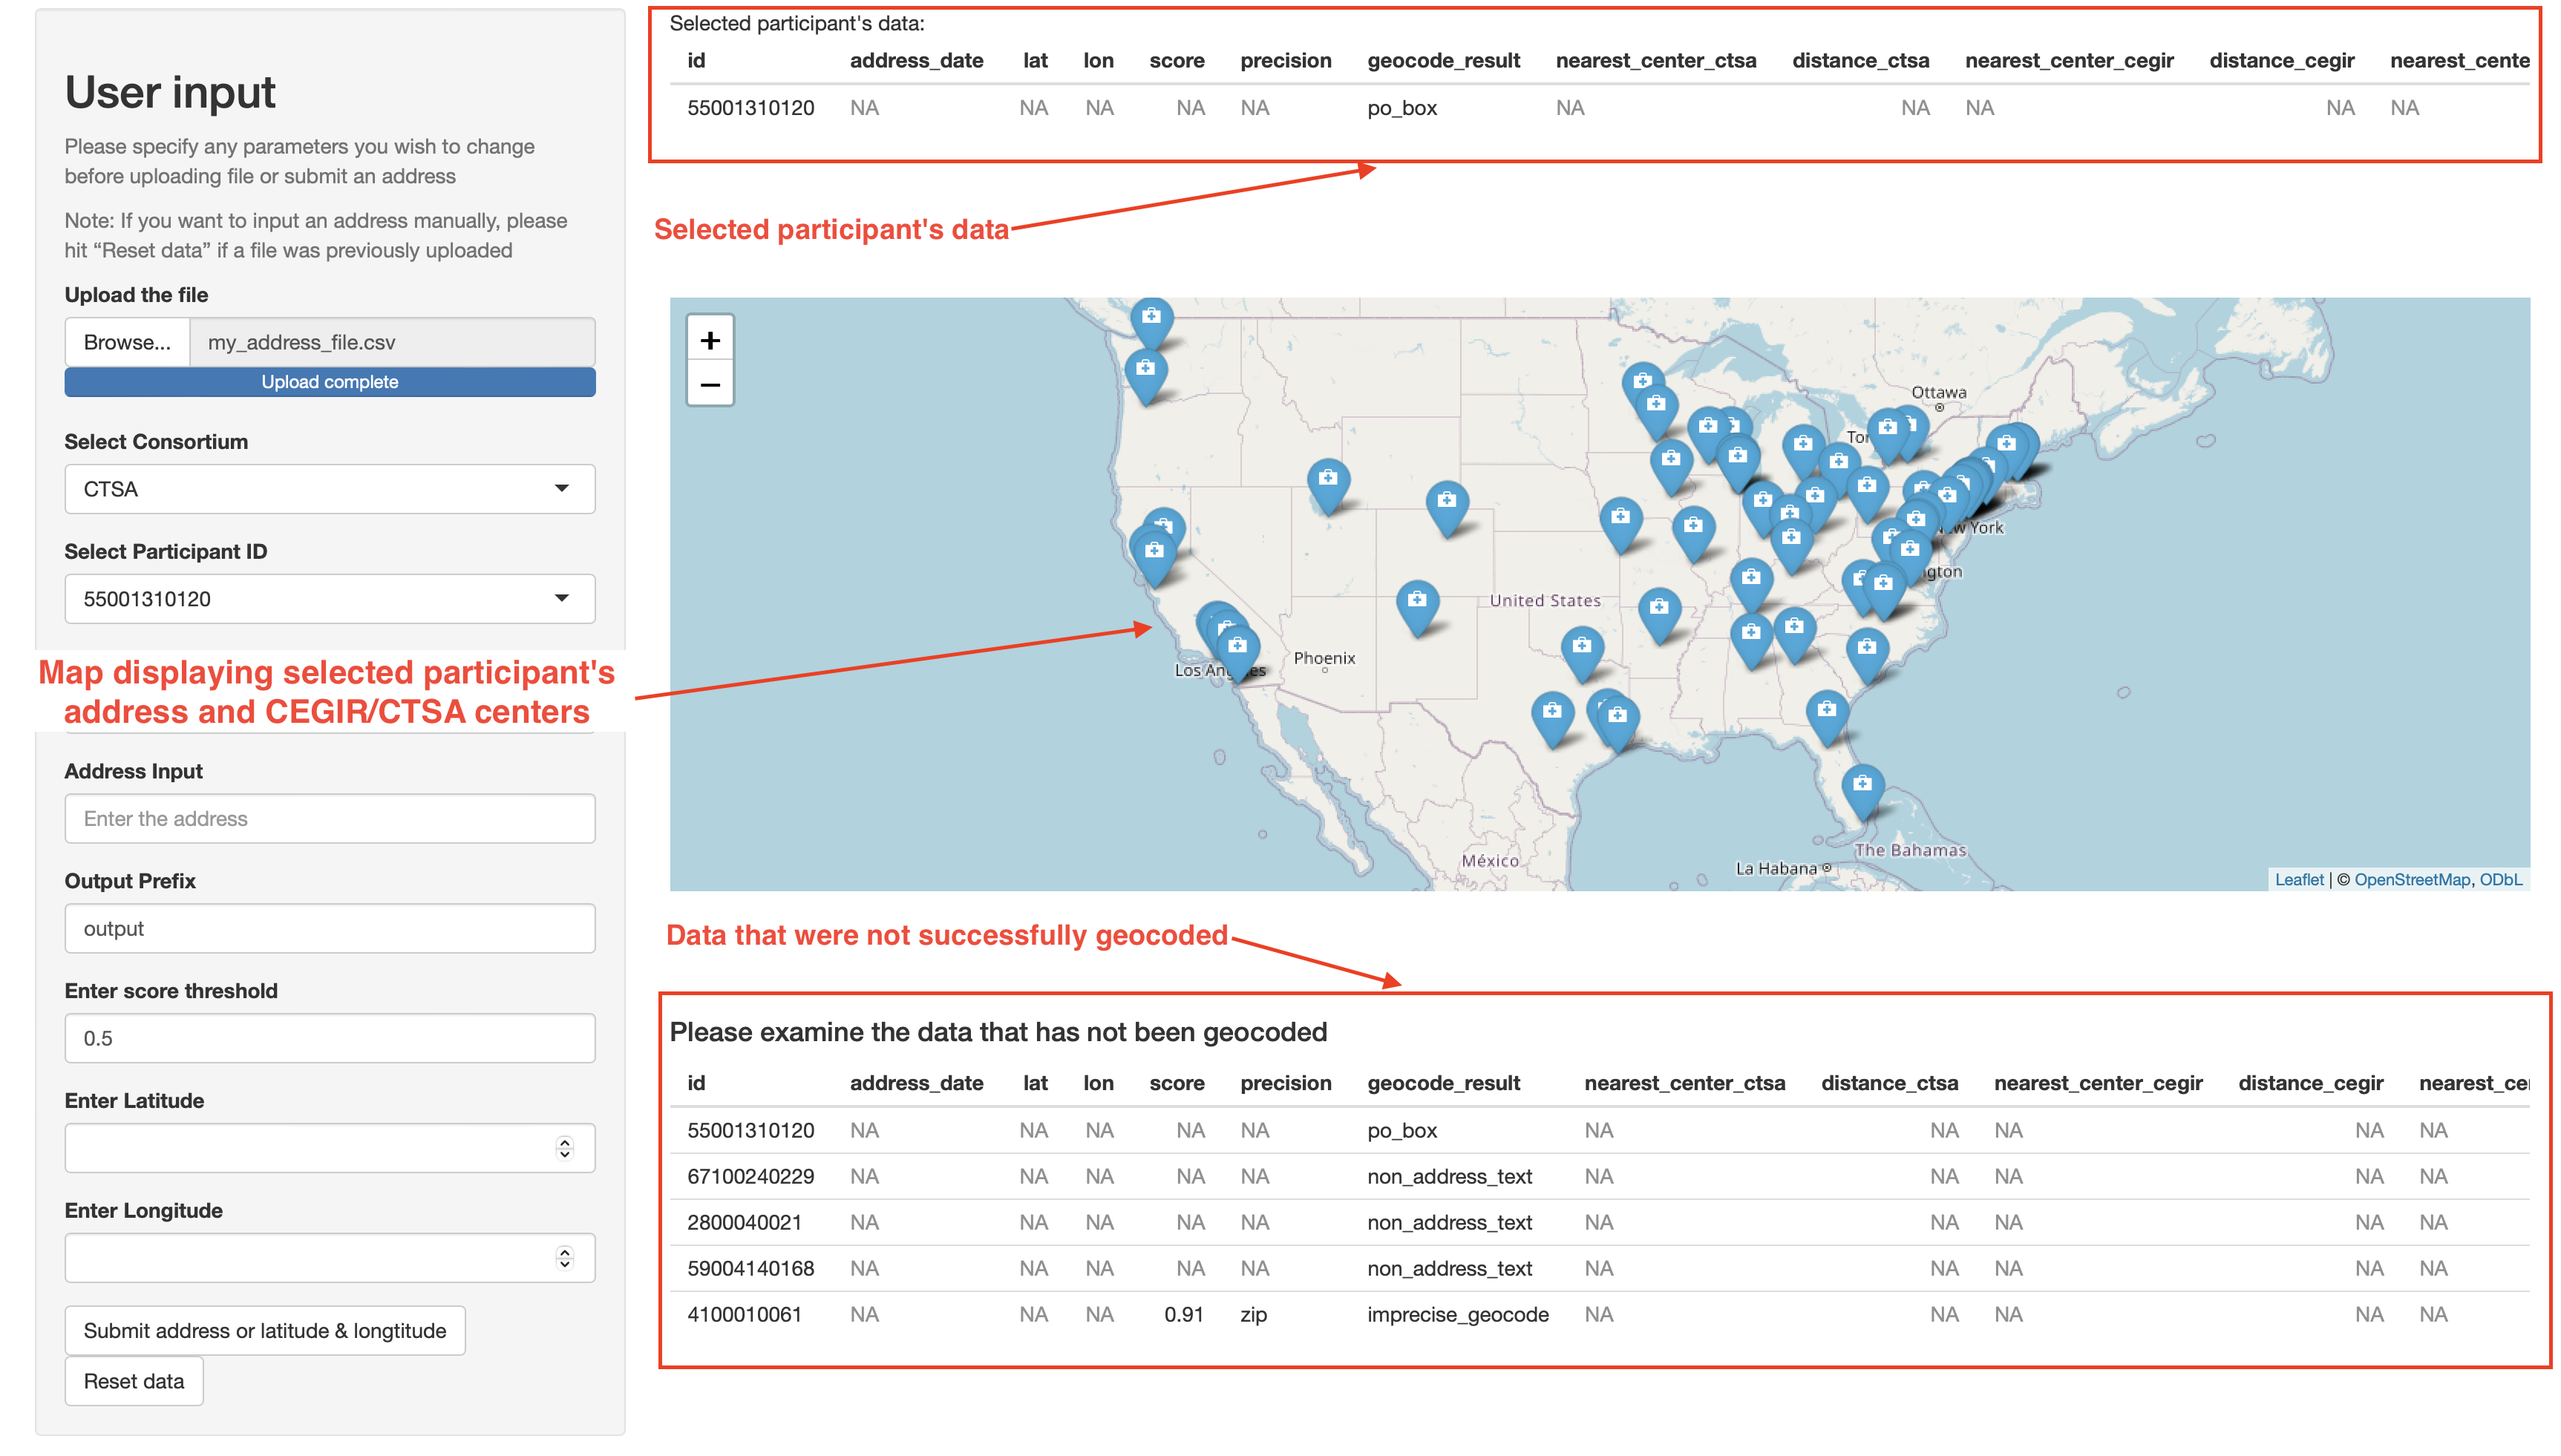 User input
Please specify any parameters you wish to change
before uploading file or submit an address
Note: If you want to input an address manually, please
hit “Reset data” if a file was previously uploaded
Upload the file
Browse... my_address_file.csv
Upload complete
Select Consortium
CTSA
Select Participant ID
55001310120
Map displaying selected participant's
address and CEGIR/CTSA centers
Address Input
Enter the address
Output Prefix
output
Enter score threshold
0.5
Enter Latitude
Enter Longitude
Submit address or latitude & longtitude
Reset data
Selected participant's data:
id address_date lat lon score precision geocode_result nearest_center_ctsa distance_ctsa nearest_center_cegir distance_cegir nearest_cente
55001310120 NA NA NA NA NA po_box NA NA NA NA NA
Selected participant's data
+
−
Ottawa
Tor
New York
ngton
United States
Phoenix
Los Angeles
México
La Habana
The Bahamas
Leaflet | © OpenStreetMap, ODbL
Data that were not successfully geocoded
Please examine the data that has not been geocoded
id address_date lat lon score precision geocode_result nearest_center_ctsa distance_ctsa nearest_center_cegir distance_cegir nearest_ce
55001310120 NA NA NA NA NA po_box NA NA NA NA NA
67100240229 NA NA NA NA NA non_address_text NA NA NA NA NA
2800040021 NA NA NA NA NA non_address_text NA NA NA NA NA
59004140168 NA NA NA NA NA non_address_text NA NA NA NA NA
4100010061 NA NA NA 0.91 zip imprecise_geocode NA NA NA NA NA